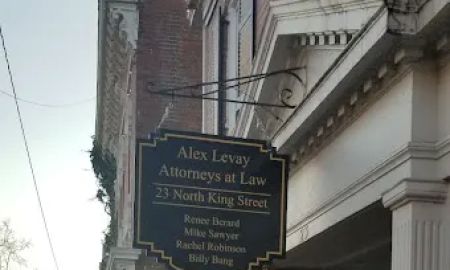 Alex Levay
Attorneys at Law
23 North King Street
Renee Berard
Mike Sawyer
Rachel Robinson
Billy Bang